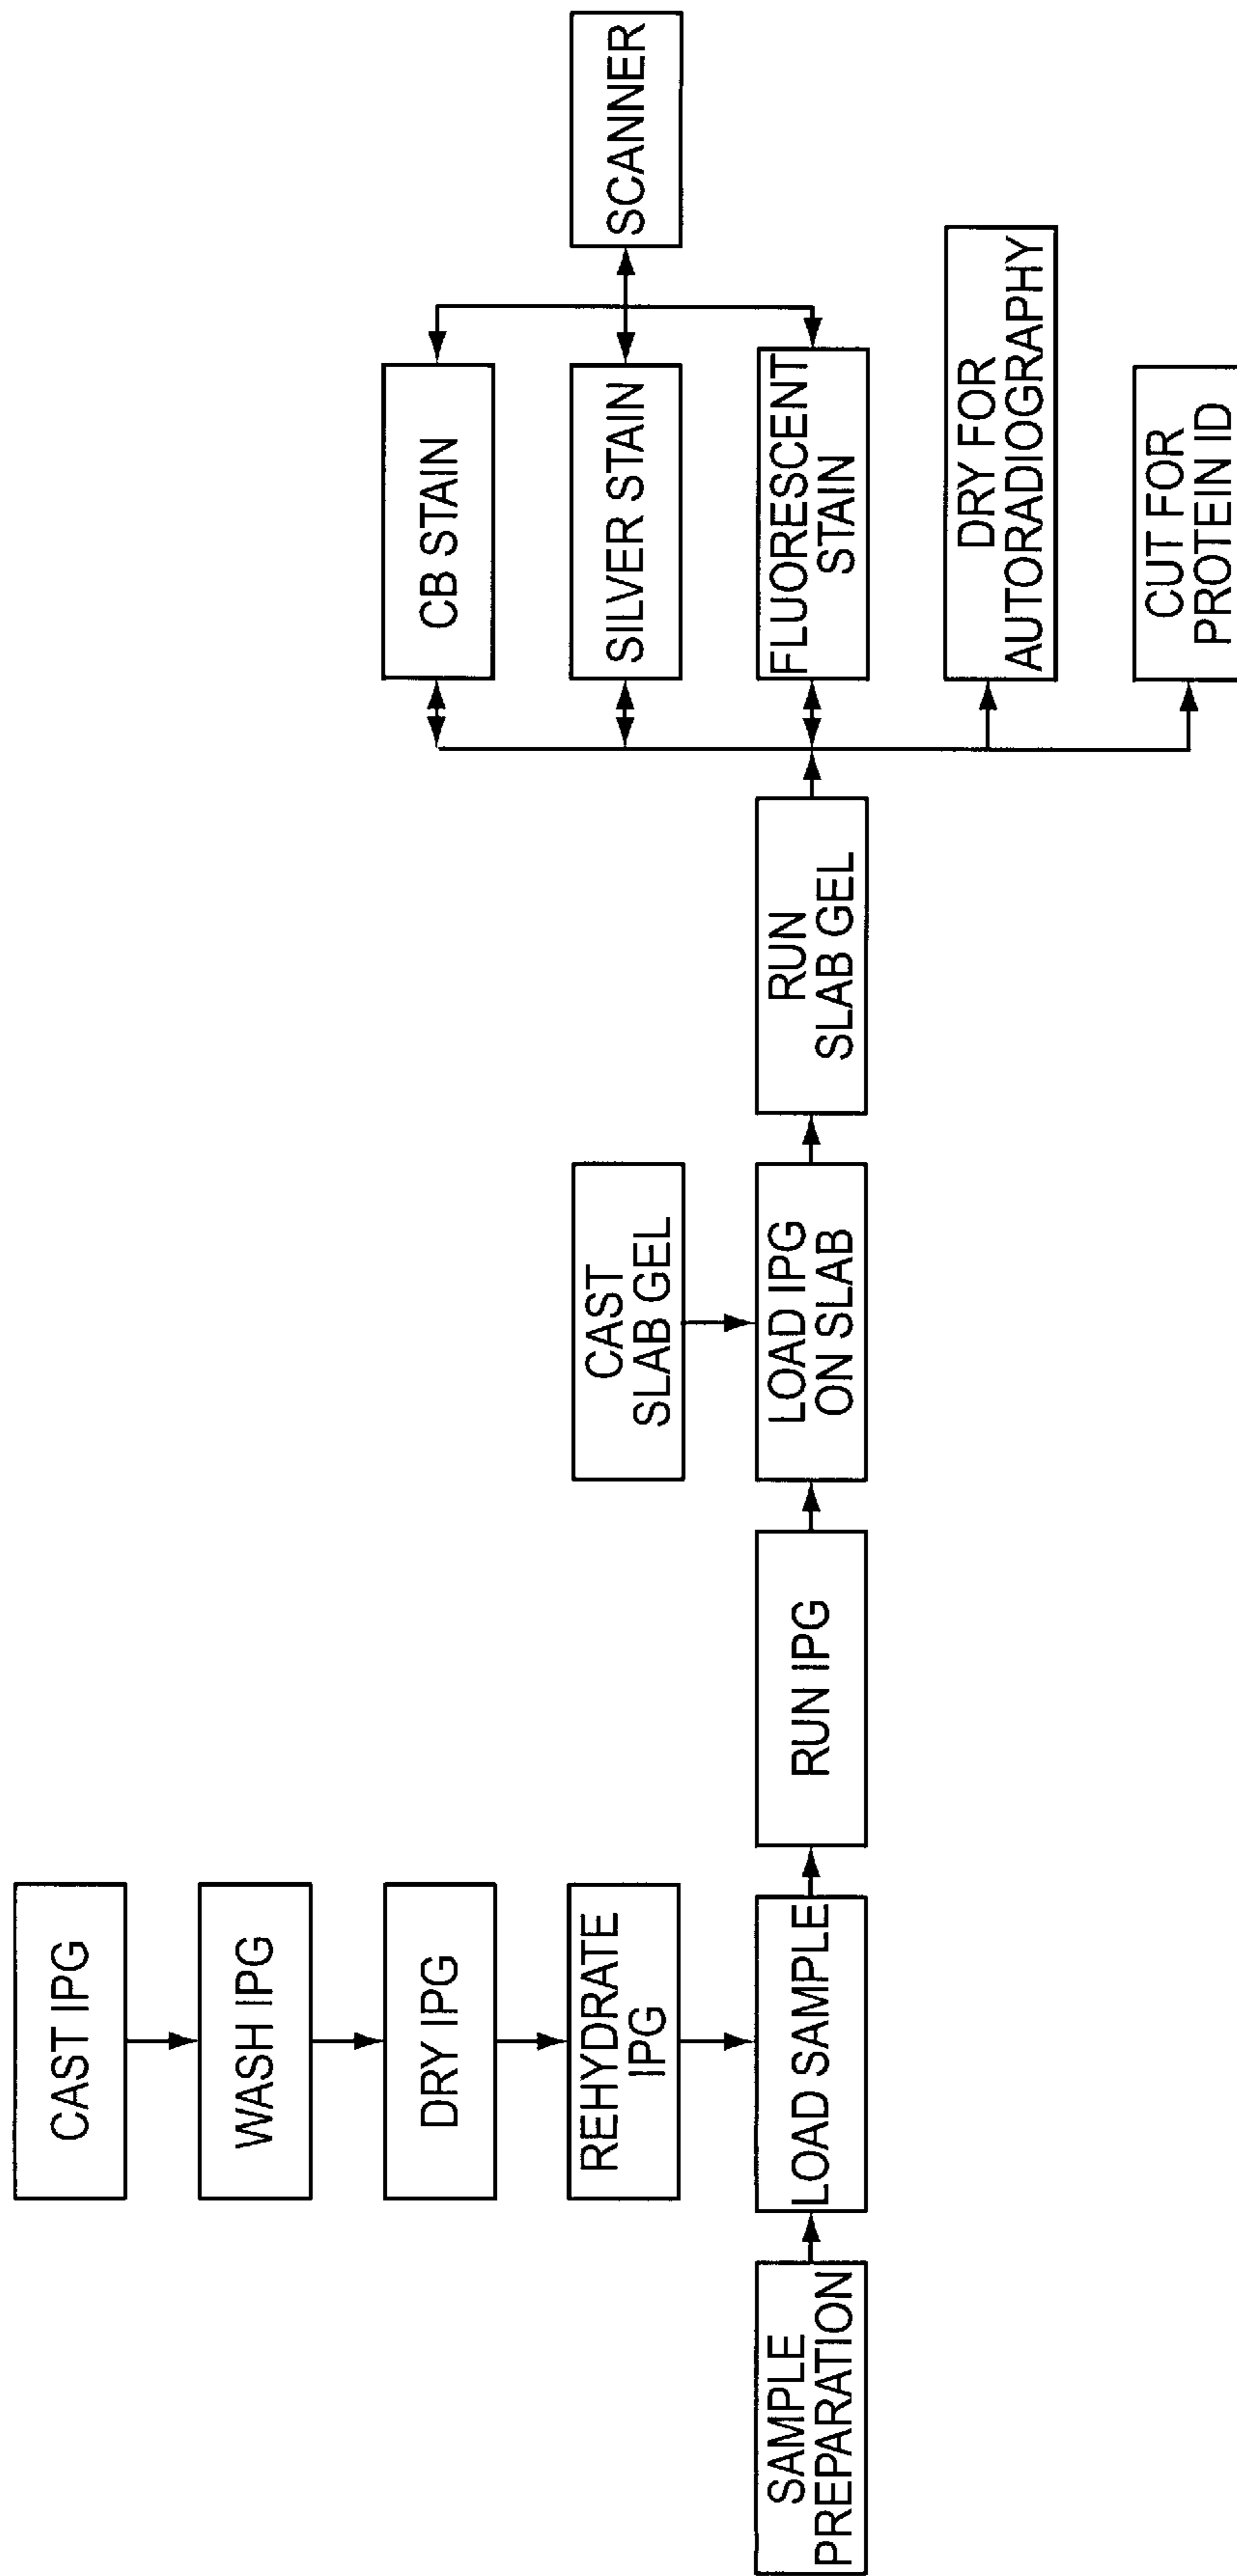 CAST IPG
WASH IPG
DRY IPG
REHYDRATE
IPG
SAMPLE
PREPARATION
LOAD SAMPLE
RUN IPG
CAST
SLAB GEL
LOAD IPG
ON SLAB
RUN
SLAB GEL
CB STAIN
SILVER STAIN
FLUORESCENT
STAIN
DRY FOR
AUTORADIOGRAPHY
CUT FOR
PROTEIN ID
SCANNER